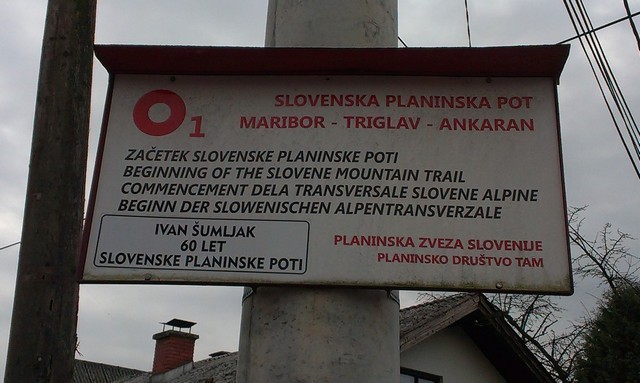 1
SLOVENSKA PLANINSKA POT
MARIBOR - TRIGLAV - ANKARAN
ZAČETEK SLOVENSKE PLANINSKE POTI
BEGINNING OF THE SLOVENE MOUNTAIN TRAIL
COMMENCEMENT DELA TRANSVERSALE SLOVENE ALPINE
BEGINN DER SLOWENISCHEN ALPENTRANSVERZALE
IVAN ŠUMLJAK
60 LET
SLOVENSKE PLANINSKE POTI
PLANINSKA ZVEZA SLOVENIJE
PLANINSKO DRUŠTVO TAM